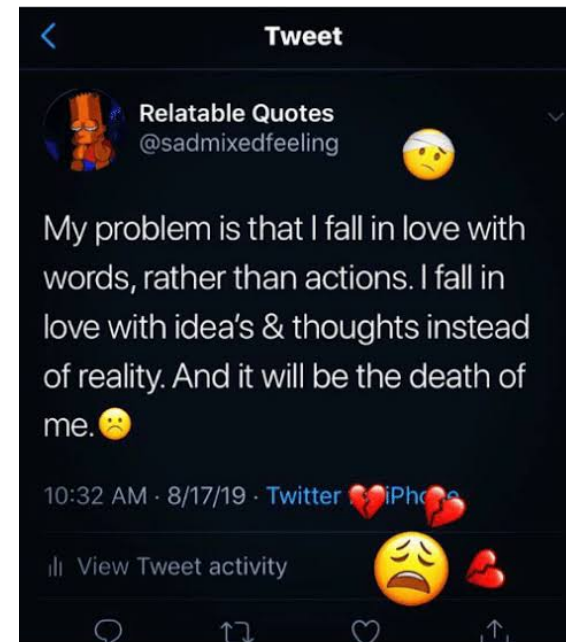 Tweet
Relatable Quotes
@sadmixedfeeling
My problem is that I fall in love with
words, rather than actions. I fall in
love with idea's & thoughts instead
of reality. And it will be the death of
me.☹️
10:32 AM · 8/17/19 · Twitter
View Tweet activity